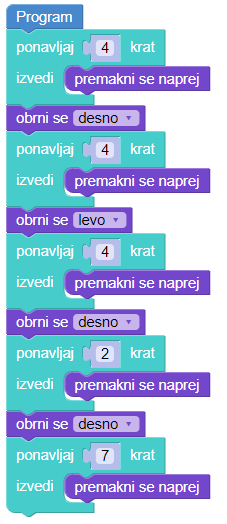 Program
ponavljaj 4 krat
izvedi premakni se naprej
obrni se desno
ponavljaj 4 krat
izvedi premakni se naprej
obrni se levo
ponavljaj 4 krat
izvedi premakni se naprej
obrni se desno
ponavljaj 2 krat
izvedi premakni se naprej
obrni se desno
ponavljaj 7 krat
izvedi premakni se naprej